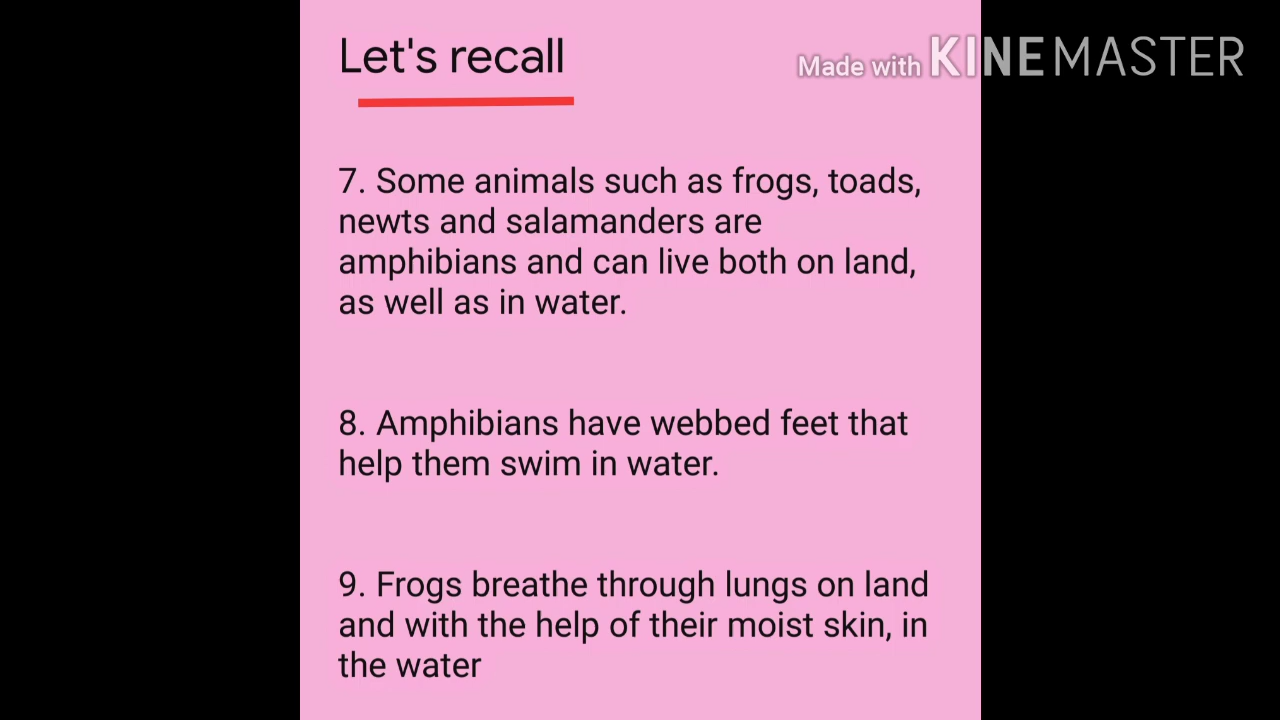 Let's recall
Made with KINEMASTER
7. Some animals such as frogs, toads,
newts and salamanders are
amphibians and can live both on land,
as well as in water.
8. Amphibians have webbed feet that
help them swim in water.
9. Frogs breathe through lungs on land
and with the help of their moist skin, in
the water